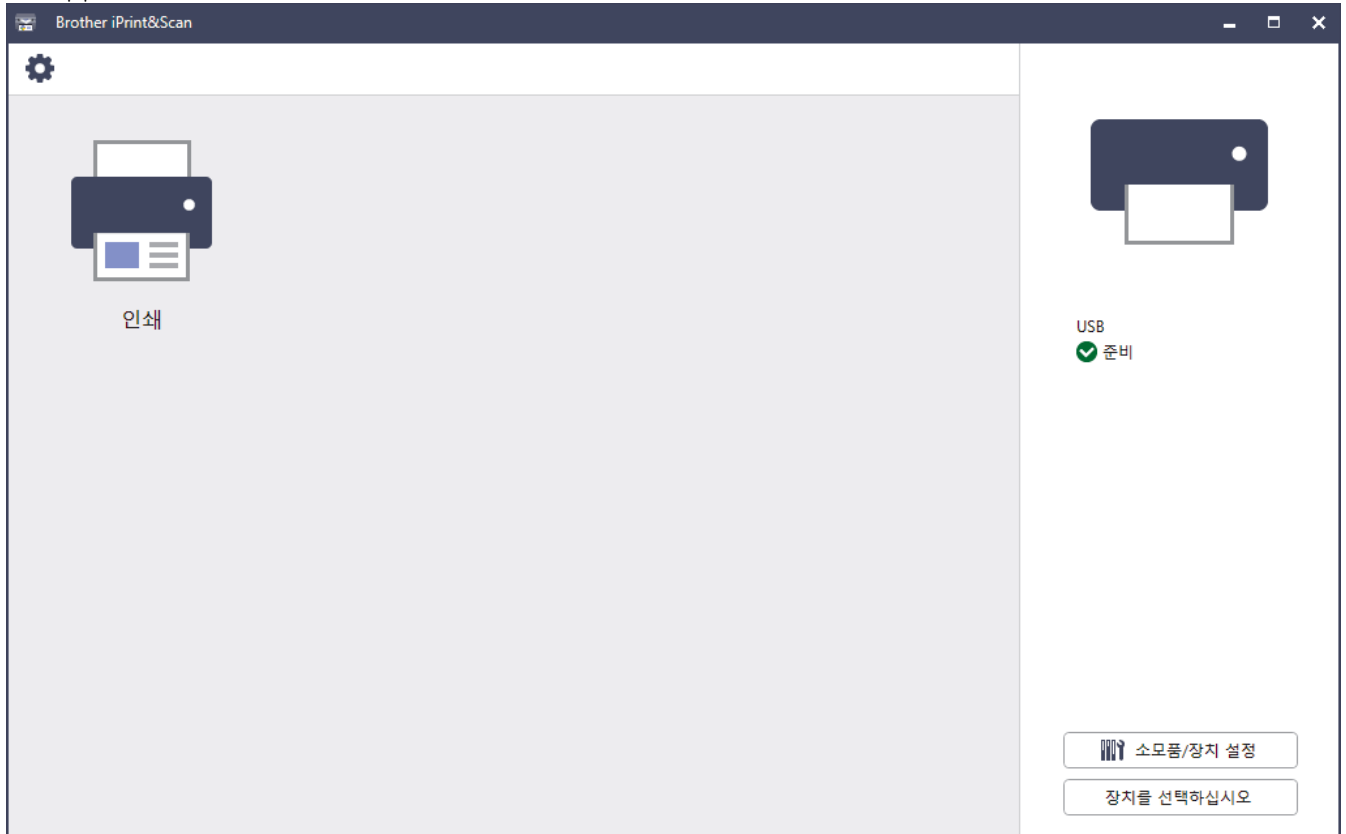 Brother iPrint&Scan
인쇄
USB
준비
소모품/장치 설정
장치를 선택하십시오